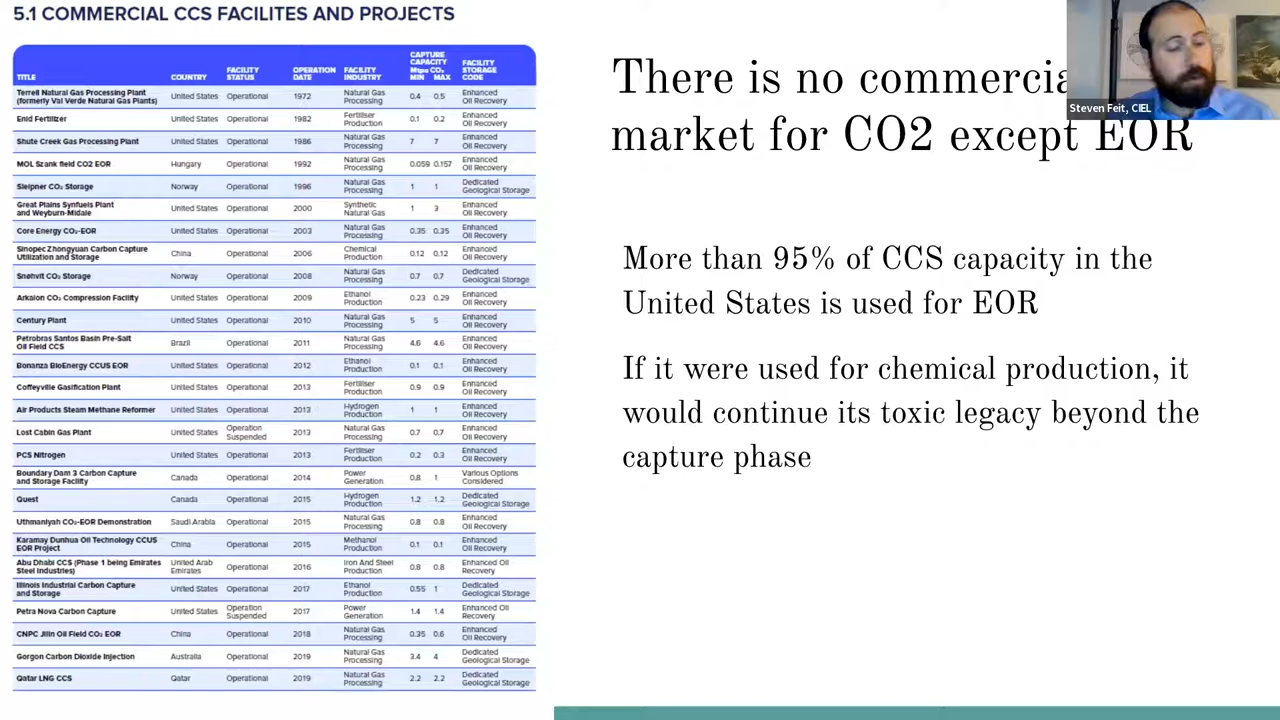 5.1 COMMERCIAL CCS FACILITES AND PROJECTS
TITLE COUNTRY FACILITY STATUS OPERATION DATE FACILITY INDUSTRY CAPTURE CAPACITY Mtpa CO₂ MIN MAX FACILITY STORAGE CODE
Terrell Natural Gas Processing Plant (formerly Val Verde Natural Gas Plants) United States Operational 1972 Natural Gas Processing 0.4 0.5 Enhanced Oil Recovery
Enid Fertilizer United States Operational 1982 Fertiliser Production 0.1 0.2 Enhanced Oil Recovery
Shute Creek Gas Processing Plant United States Operational 1986 Natural Gas Processing 7 7 Enhanced Oil Recovery
MOL Szank field CO2 EOR Hungary Operational 1992 Natural Gas Processing 0.059 0.157 Enhanced Oil Recovery
Sleipner CO₂ Storage Norway Operational 1996 Natural Gas Processing 1 1 Dedicated Geological Storage
Great Plains Synfuels Plant and Weyburn-Midale United States Operational 2000 Synthetic Natural Gas 1 3 Enhanced Oil Recovery
Core Energy CO₂-EOR United States Operational 2003 Natural Gas Processing 0.35 0.35 Enhanced Oil Recovery
Sinopec Zhongyuan Carbon Capture Utilization and Storage China Operational 2006 Chemical Production 0.12 0.12 Enhanced Oil Recovery
Snøhvit CO₂ Storage Norway Operational 2008 Natural Gas Processing 0.7 0.7 Dedicated Geological Storage
Arkalon CO₂ Compression Facility United States Operational 2009 Ethanol Production 0.23 0.29 Enhanced Oil Recovery
Century Plant United States Operational 2010 Natural Gas Processing 5 5 Enhanced Oil Recovery
Petrobras Santos Basin Pre-Salt Oil Field CCS Brazil Operational 2011 Natural Gas Processing 4.6 4.6 Enhanced Oil Recovery
Bonanza BioEnergy CCUS EOR United States Operational 2012 Ethanol Production 0.1 0.1 Enhanced Oil Recovery
Coffeyville Gasification Plant United States Operational 2013 Fertiliser Production 0.9 0.9 Enhanced Oil Recovery
Air Products Steam Methane Reformer United States Operational 2013 Hydrogen Production 1 1 Enhanced Oil Recovery
Lost Cabin Gas Plant United States Operation Suspended 2013 Natural Gas Processing 0.7 0.7 Enhanced Oil Recovery
PCS Nitrogen United States Operational 2013 Fertiliser Production 0.2 0.3 Enhanced Oil Recovery
Boundary Dam 3 Carbon Capture and Storage Facility Canada Operational 2014 Power Generation 0.8 1 Various Options Considered
Quest Canada Operational 2015 Hydrogen Production 1.2 1.2 Dedicated Geological Storage
Uthmaniyah CO₂-EOR Demonstration Saudi Arabia Operational 2015 Natural Gas Processing 0.8 0.8 Enhanced Oil Recovery
Karamay Dunhua Oil Technology CCUS EOR Project China Operational 2015 Methanol Production 0.1 0.1 Enhanced Oil Recovery
Abu Dhabi CCS (Phase 1 being Emirates Steel Industries) United Arab Emirates Operational 2016 Iron And Steel Production 0.8 0.8 Enhanced Oil Recovery
Illinois Industrial Carbon Capture and Storage United States Operational 2017 Ethanol Production 0.55 1 Dedicated Geological Storage
Petra Nova Carbon Capture United States Operation Suspended 2017 Power Generation 1.4 1.4 Enhanced Oil Recovery
CNPC Jilin Oil Field CO₂ EOR China Operational 2018 Natural Gas Processing 0.35 0.6 Enhanced Oil Recovery
Gorgon Carbon Dioxide Injection Australia Operational 2019 Natural Gas Processing 3.4 4 Dedicated Geological Storage
Qatar LNG CCS Qatar Operational 2019 Natural Gas Processing 2.2 2.2 Dedicated Geological Storage
There is no commercia
market for CO2 except EOR
Steven Feit, CIEL
More than 95% of CCS capacity in the
United States is used for EOR
If it were used for chemical production, it
would continue its toxic legacy beyond the
capture phase